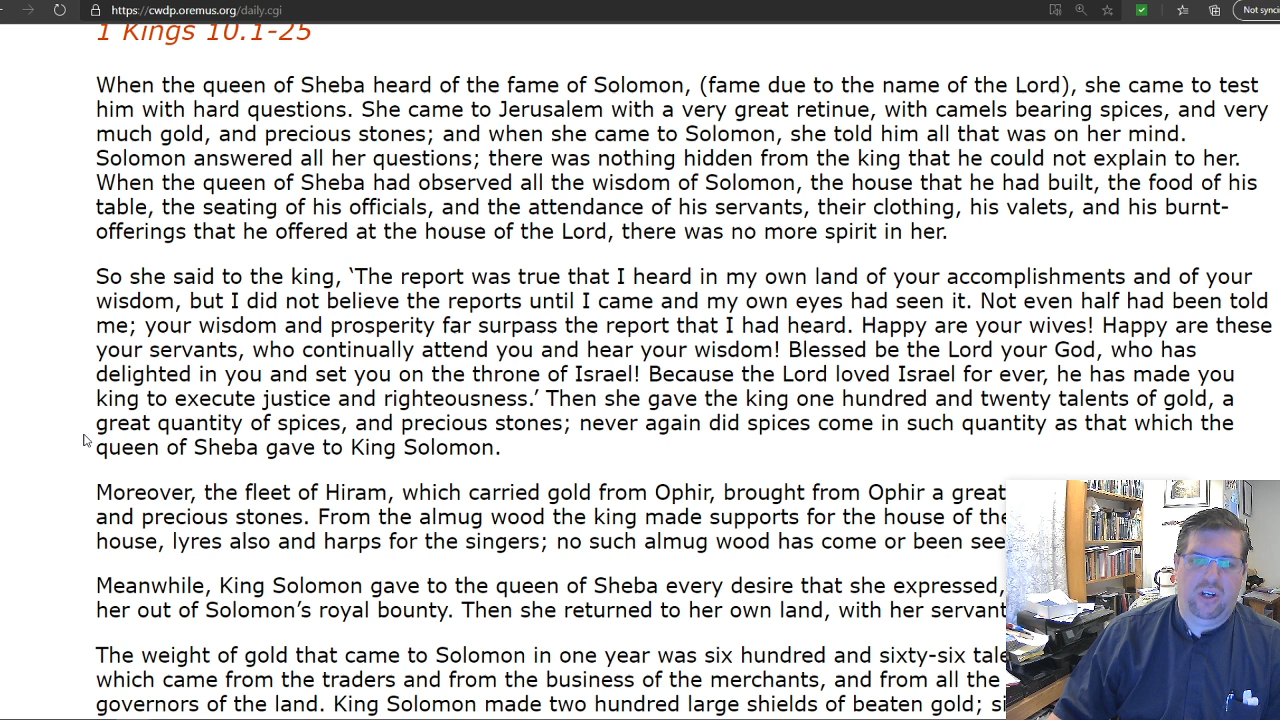 https://cwdp.oremus.org/daily.cgi
Not synci
1 Kings 10.1-25
When the queen of Sheba heard of the fame of Solomon, (fame due to the name of the Lord), she came to test
him with hard questions. She came to Jerusalem with a very great retinue, with camels bearing spices, and very
much gold, and precious stones; and when she came to Solomon, she told him all that was on her mind.
Solomon answered all her questions; there was nothing hidden from the king that he could not explain to her.
When the queen of Sheba had observed all the wisdom of Solomon, the house that he had built, the food of his
table, the seating of his officials, and the attendance of his servants, their clothing, his valets, and his burnt-
offerings that he offered at the house of the Lord, there was no more spirit in her.
So she said to the king, ‘The report was true that I heard in my own land of your accomplishments and of your
wisdom, but I did not believe the reports until I came and my own eyes had seen it. Not even half had been told
me; your wisdom and prosperity far surpass the report that I had heard. Happy are your wives! Happy are these
your servants, who continually attend you and hear your wisdom! Blessed be the Lord your God, who has
delighted in you and set you on the throne of Israel! Because the Lord loved Israel for ever, he has made you
king to execute justice and righteousness.’ Then she gave the king one hundred and twenty talents of gold, a
great quantity of spices, and precious stones; never again did spices come in such quantity as that which the
queen of Sheba gave to King Solomon.
Moreover, the fleet of Hiram, which carried gold from Ophir, brought from Ophir a great
and precious stones. From the almug wood the king made supports for the house of the
house, lyres also and harps for the singers; no such almug wood has come or been see
Meanwhile, King Solomon gave to the queen of Sheba every desire that she expressed,
her out of Solomon’s royal bounty. Then she returned to her own land, with her servant
The weight of gold that came to Solomon in one year was six hundred and sixty-six tale
which came from the traders and from the business of the merchants, and from all the
governors of the land. King Solomon made two hundred large shields of beaten gold; si